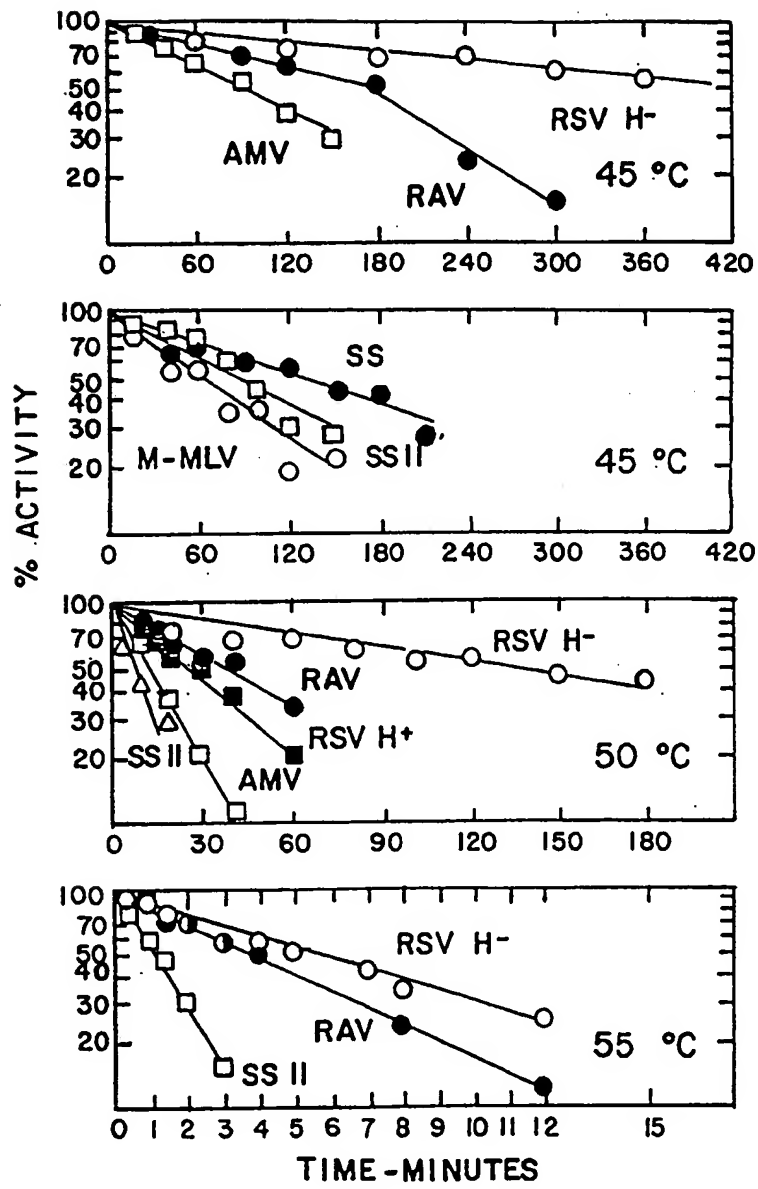 100
70
50
40
30
20
AMV
RAV
RSV H-
45 °C
0 60 120 180 240 300 360 420
100
70
50
40
30
20
SS
M-MLV
SS II
45 °C
0 60 120 180 240 300 360 420
% ACTIVITY
100
70
50
40
30
20
RSV H-
RAV
RSV H+
SS II
AMV
50 °C
0 30 60 90 120 150 180
100
70
50
40
30
20
RSV H-
RAV
SS II
55 °C
0 1 2 3 4 5 6 7 8 9 10 11 12 15
TIME-MINUTES